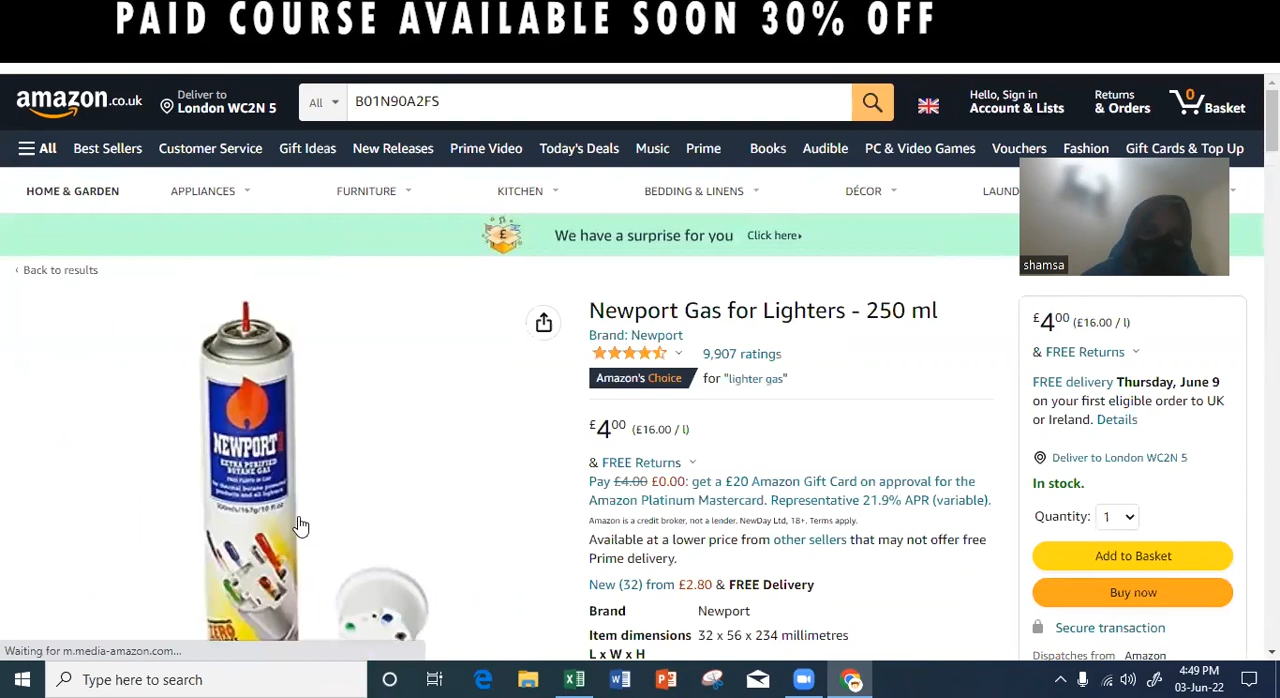 PAID COURSE AVAILABLE SOON 30% OFF
amazon.co.uk
Deliver to
London WC2N 5
All
B01N90A2FS
Hello, Sign in
Account & Lists
Returns
& Orders
0
Basket
All
Best Sellers
Customer Service
Gift Ideas
New Releases
Prime Video
Today's Deals
Music
Prime
Books
Audible
PC & Video Games
Vouchers
Fashion
Gift Cards & Top Up
HOME & GARDEN
APPLIANCES
FURNITURE
KITCHEN
BEDDING & LINENS
DÉCOR
LAUND
We have a surprise for you Click here
shamsa
‹ Back to results
NEWPORT
EXTRA PURIFIED
BUTANE GAS
ZERO
Newport Gas for Lighters - 250 ml
Brand: Newport
9,907 ratings
Amazon's Choice for "lighter gas"
£4.00 (£16.00 / l)
& FREE Returns
Pay £4.00 £0.00: get a £20 Amazon Gift Card on approval for the
Amazon Platinum Mastercard. Representative 21.9% APR (variable).
Amazon is a credit broker, not a lender. NewDay Ltd, 18+. Terms apply.
Available at a lower price from other sellers that may not offer free
Prime delivery.
New (32) from £2.80 & FREE Delivery
Brand Newport
Item dimensions 32 x 56 x 234 millimetres
L x W x H
£4.00 (£16.00 / l)
& FREE Returns
FREE delivery Thursday, June 9
on your first eligible order to UK
or Ireland. Details
Deliver to London WC2N 5
In stock.
Quantity: 1
Add to Basket
Buy now
Secure transaction
Dispatches from Amazon
Waiting for m.media-amazon.com...
Type here to search
4:49 PM
03-Jun-22